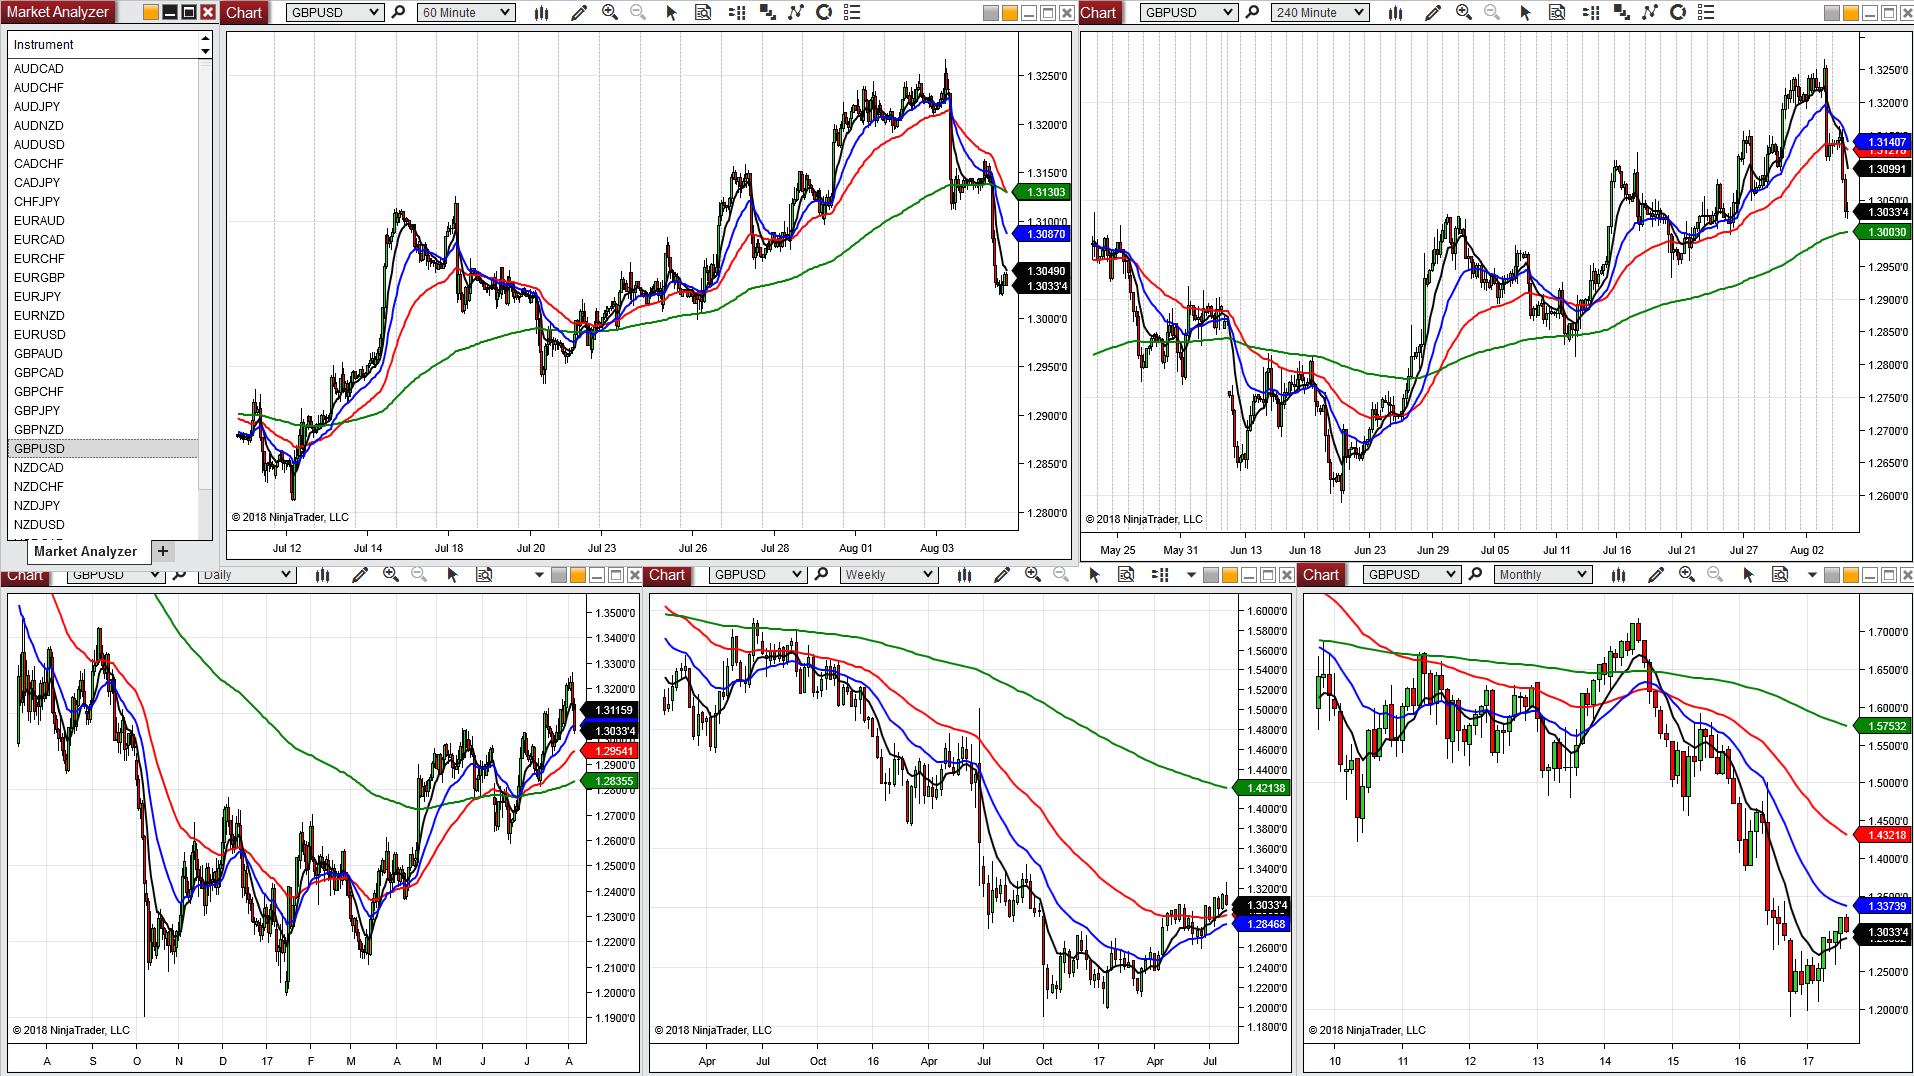 Market Analyzer
Instrument
AUDCAD
AUDCHF
AUDJPY
AUDNZD
AUDUSD
CADCHF
CADJPY
CHFJPY
EURAUD
EURCAD
EURCHF
EURGBP
EURJPY
EURNZD
EURUSD
GBPAUD
GBPCAD
GBPCHF
GBPJPY
GBPNZD
GBPUSD
NZDCAD
NZDCHF
NZDJPY
NZDUSD
Market Analyzer +
Chart GBPUSD 60 Minute
1.3250'0
1.3200'0
1.3150'0
1.31303
1.3100'0
1.30870
1.30490
1.3033'4
1.3000'0
1.2950'0
1.2900'0
1.2850'0
1.2800'0
© 2018 NinjaTrader, LLC
Jul 12 Jul 14 Jul 18 Jul 20 Jul 23 Jul 26 Jul 28 Aug 01 Aug 03
Chart GBPUSD 240 Minute
1.3250'0
1.3200'0
1.31407
1.30991
1.3033'4
1.30030
1.2950'0
1.2900'0
1.2850'0
1.2800'0
1.2750'0
1.2700'0
1.2650'0
1.2600'0
© 2018 NinjaTrader, LLC
May 25 May 31 Jun 13 Jun 18 Jun 23 Jun 29 Jul 05 Jul 11 Jul 16 Jul 21 Jul 27 Aug 02
Chart GBPUSD Daily
1.3500'0
1.3400'0
1.3300'0
1.3200'0
1.31159
1.3033'4
1.29541
1.2900'0
1.28355
1.2700'0
1.2600'0
1.2500'0
1.2400'0
1.2300'0
1.2200'0
1.2100'0
1.2000'0
1.1900'0
© 2018 NinjaTrader, LLC
A S O N D 17 F M A M J J A
Chart GBPUSD Weekly
1.6000'0
1.5800'0
1.5600'0
1.5400'0
1.5200'0
1.5000'0
1.4800'0
1.4600'0
1.4400'0
1.42138
1.4000'0
1.3800'0
1.3600'0
1.3400'0
1.3200'0
1.3033'4
1.28468
1.2600'0
1.2400'0
1.2200'0
1.2000'0
1.1800'0
© 2018 NinjaTrader, LLC
Apr Jul Oct 16 Apr Jul Oct 17 Apr Jul
Chart GBPUSD Monthly
1.7000'0
1.6500'0
1.6000'0
1.57532
1.5500'0
1.5000'0
1.4500'0
1.43218
1.4000'0
1.33739
1.3033'4
1.2500'0
1.2000'0
© 2018 NinjaTrader, LLC
10 11 12 13 14 15 16 17